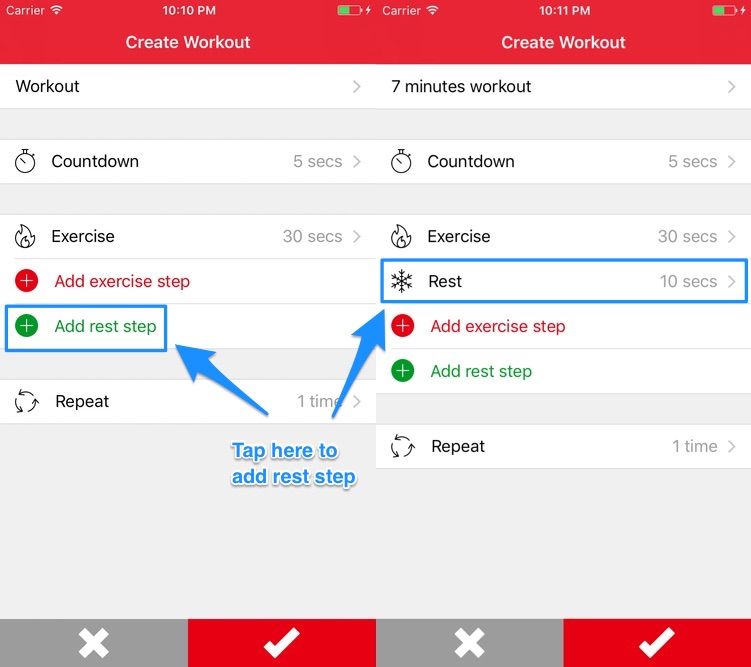 Carrier 10:10 PM
Create Workout
Workout
Countdown 5 secs
Exercise 30 secs
Add exercise step
Add rest step
Repeat 1 time
Tap here to
add rest step
Carrier 10:11 PM
Create Workout
7 minutes workout
Countdown 5 secs
Exercise 30 secs
Rest 10 secs
Add exercise step
Add rest step
Repeat 1 time